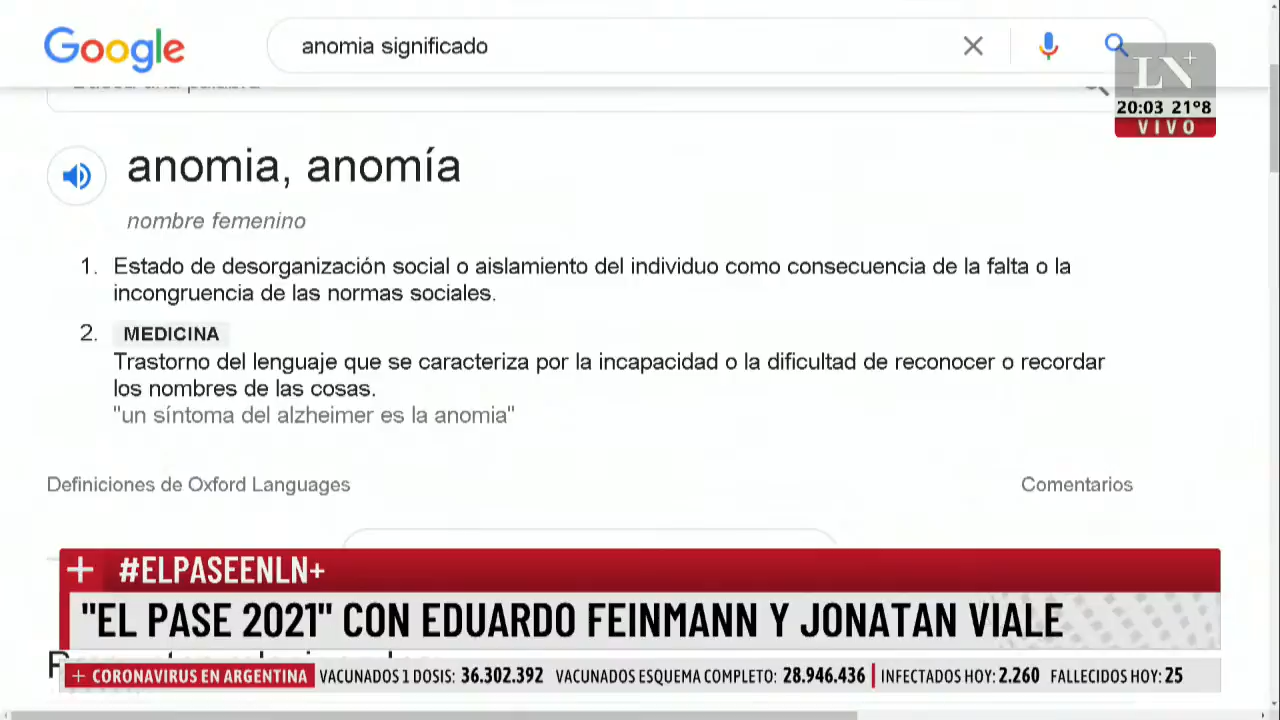 Google
anomia significado
LN+
20:03 21º8
VIVO
anomia, anomía
nombre femenino
1. Estado de desorganización social o aislamiento del individuo como consecuencia de la falta o la
incongruencia de las normas sociales.
2. MEDICINA
Trastorno del lenguaje que se caracteriza por la incapacidad o la dificultad de reconocer o recordar
los nombres de las cosas.
"un síntoma del alzheimer es la anomia"
Definiciones de Oxford Languages
Comentarios
+ #ELPASEENLN+
"EL PASE 2021" CON EDUARDO FEINMANN Y JONATAN VIALE
+ CORONAVIRUS EN ARGENTINA VACUNADOS 1 DOSIS: 36.302.392 VACUNADOS ESQUEMA COMPLETO: 28.946.436 INFECTADOS HOY: 2.260 FALLECIDOS HOY: 25